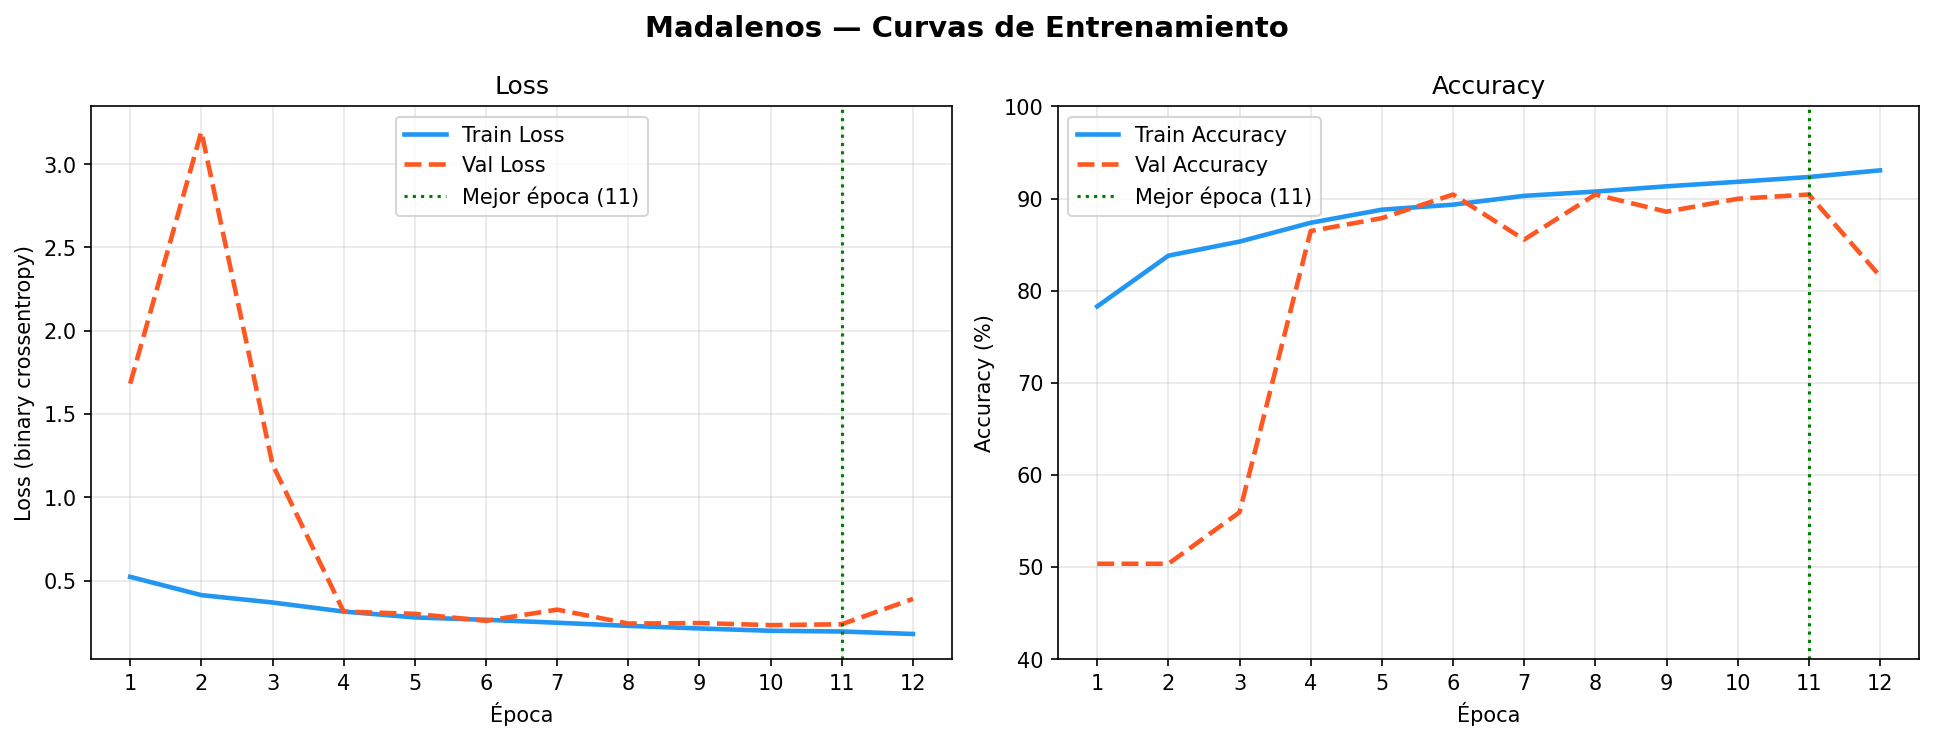 Madalenos — Curvas de Entrenamiento
Loss
Train Loss
Val Loss
Mejor época (11)
Loss (binary crossentropy)
3.0
2.5
2.0
1.5
1.0
0.5
1 2 3 4 5 6 7 8 9 10 11 12
Época
Accuracy
Train Accuracy
Val Accuracy
Mejor época (11)
Accuracy (%)
100
90
80
70
60
50
40
1 2 3 4 5 6 7 8 9 10 11 12
Época